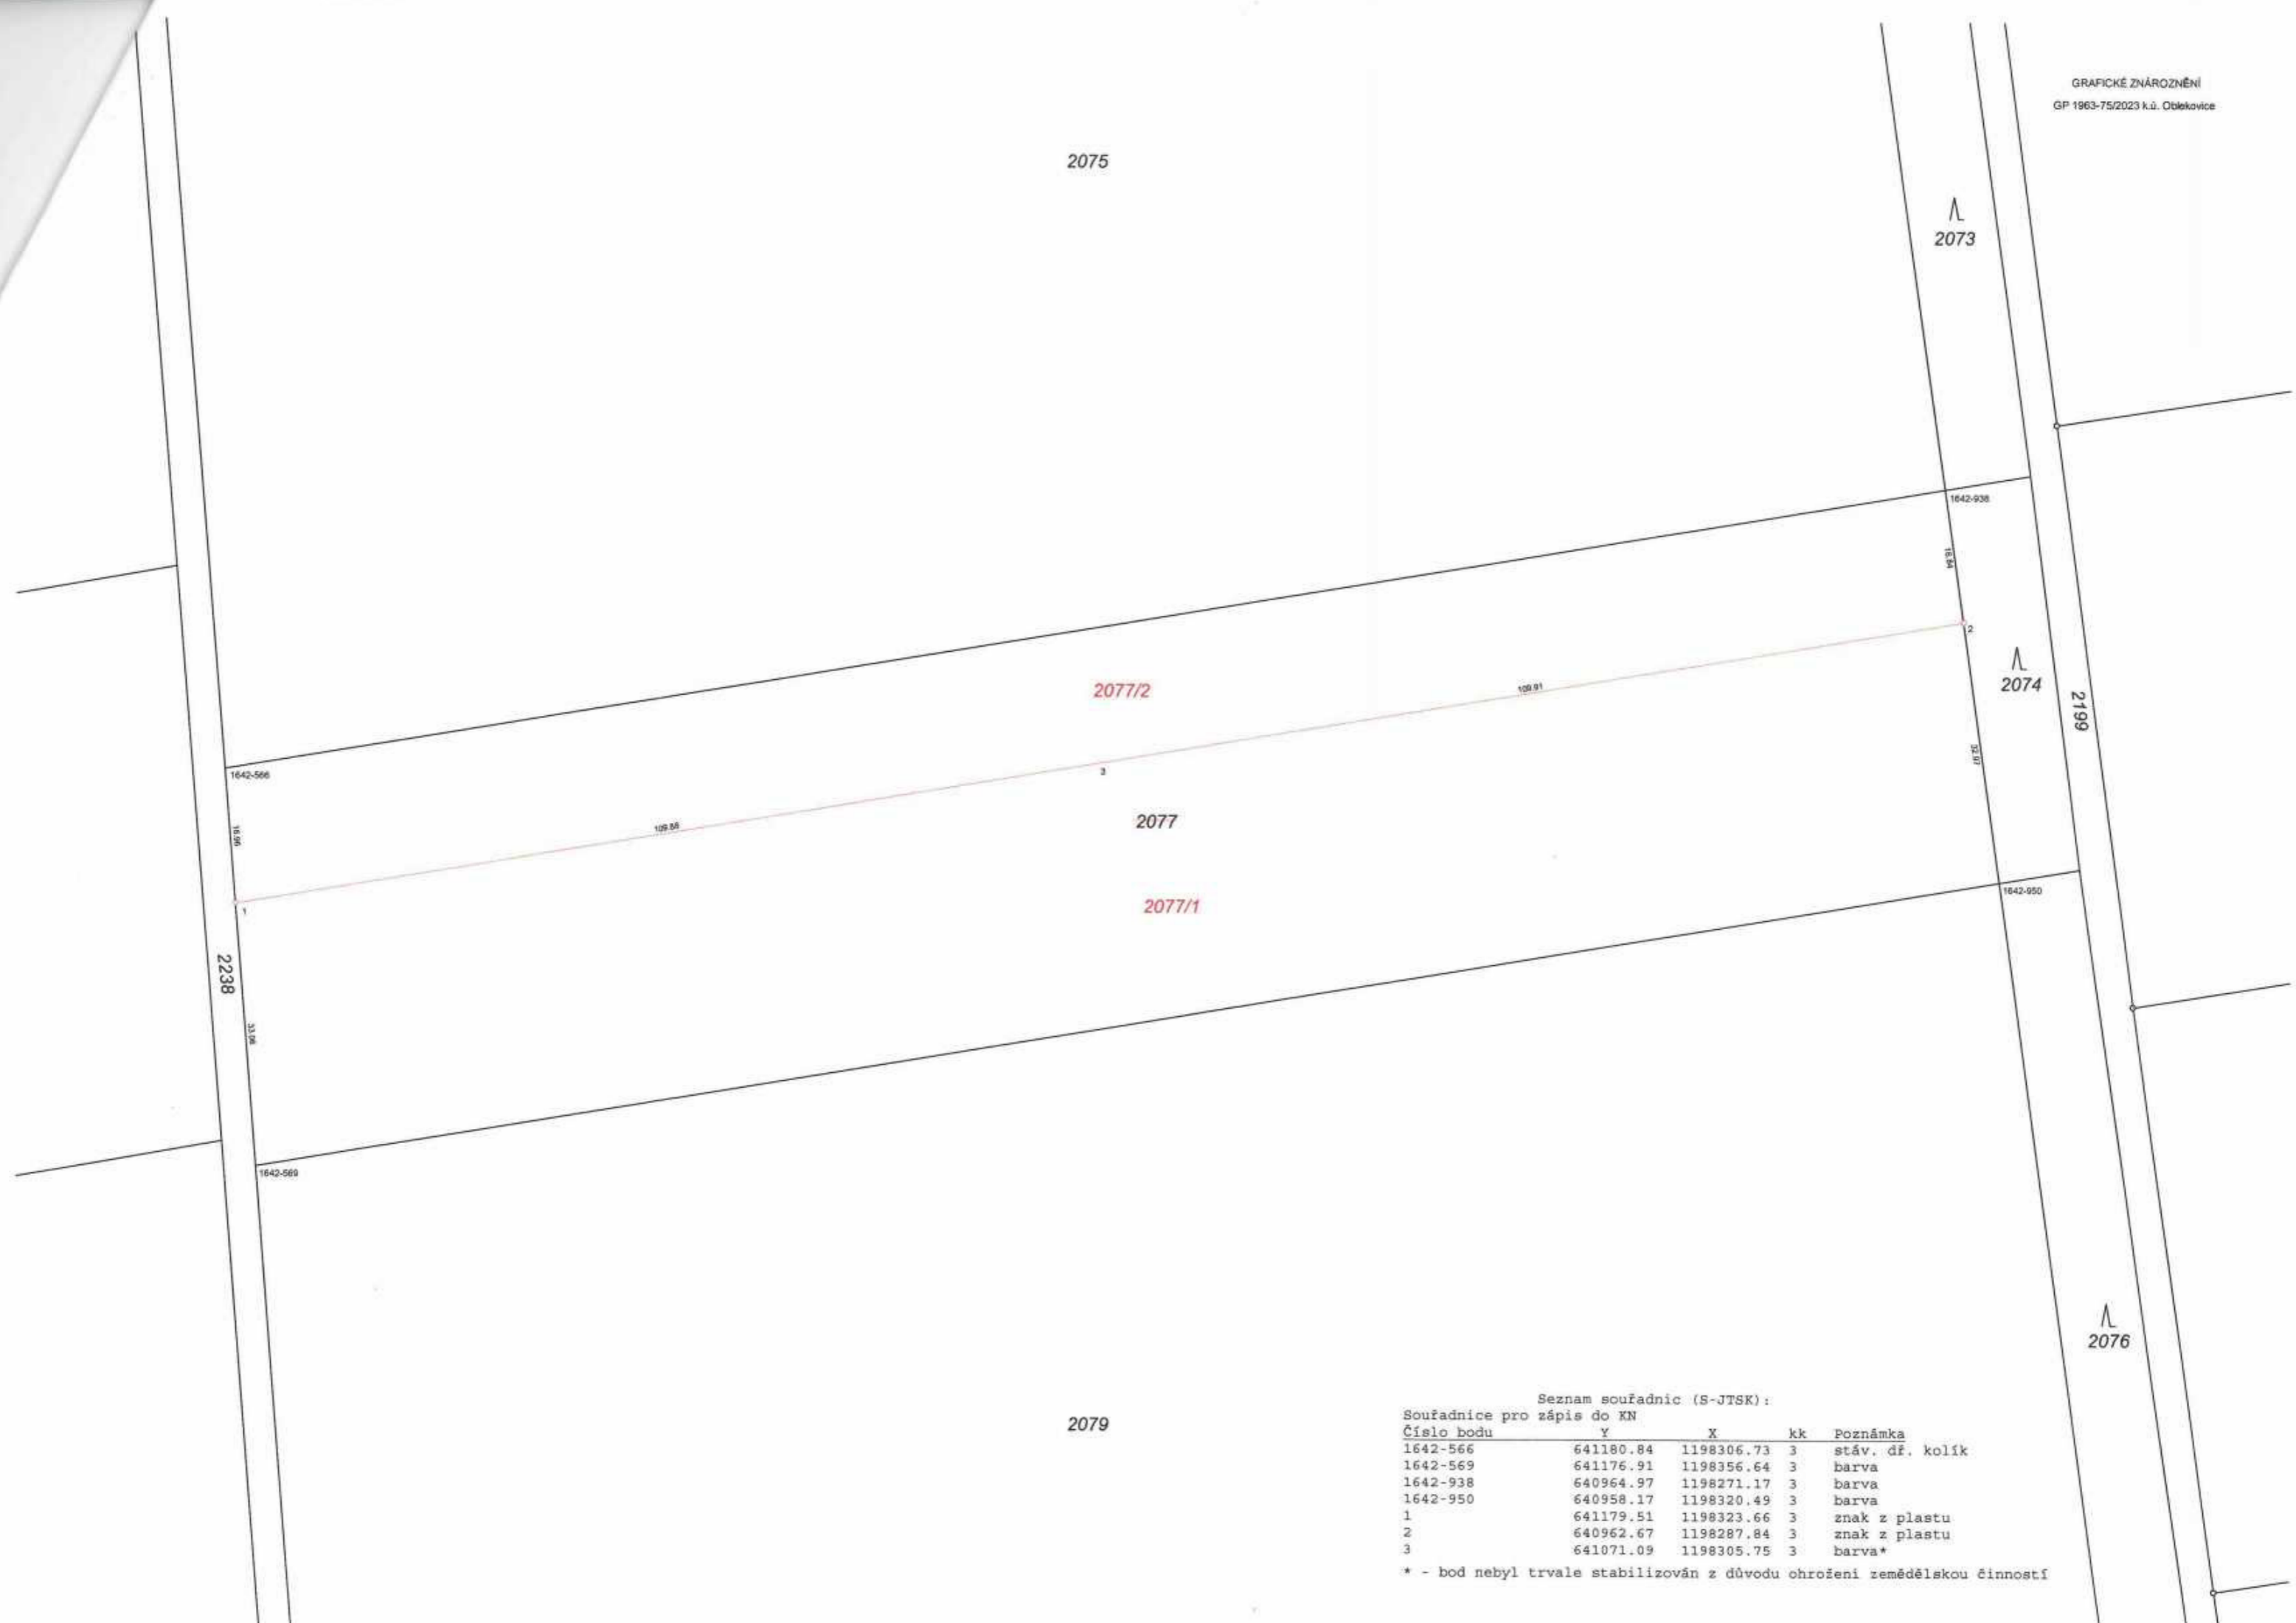 GRAFICKÉ ZNÁROZNĚNÍ
GP 1963-75/2023 k.ú. Oblekovice
2075
2073
1642-938
2
2074
2199
2077/2
109.91
1642-566
3
2077
2077/1
1
2238
1642-950
1642-569
2076
2079
Seznam souřadnic (S-JTSK):
Souřadnice pro zápis do KN
Číslo bodu Y X kk Poznámka
1642-566 641180.84 1198306.73 3 stáv. dř. kolík
1642-569 641176.91 1198356.64 3 barva
1642-938 640964.97 1198271.17 3 barva
1642-950 640958.17 1198320.49 3 barva
1 641179.51 1198323.66 3 znak z plastu
2 640962.67 1198287.84 3 znak z plastu
3 641071.09 1198305.75 3 barva*
* - bod nebyl trvale stabilizován z důvodu ohrožení zemědělskou činností